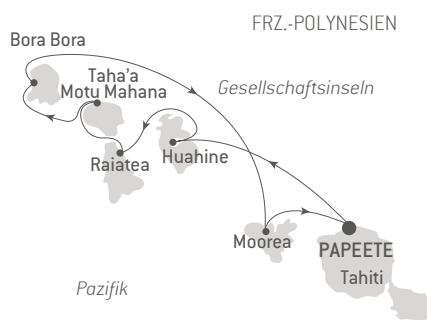 FRZ.-POLYNESIEN
Bora Bora
Taha'a
Motu Mahana
Gesellschaftsinseln
Raiatea
Huahine
Moorea
PAPEETE
Tahiti
Pazifik